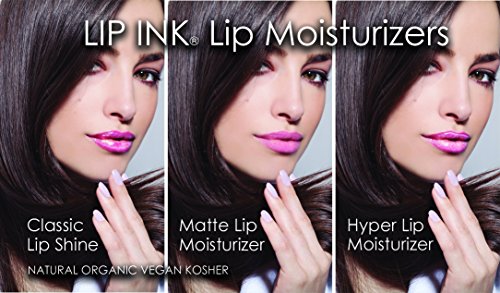 LIP INK® Lip Moisturizers
Classic
Lip Shine
Matte Lip
Moisturizer
Hyper Lip
Moisturizer
NATURAL ORGANIC VEGAN KOSHER